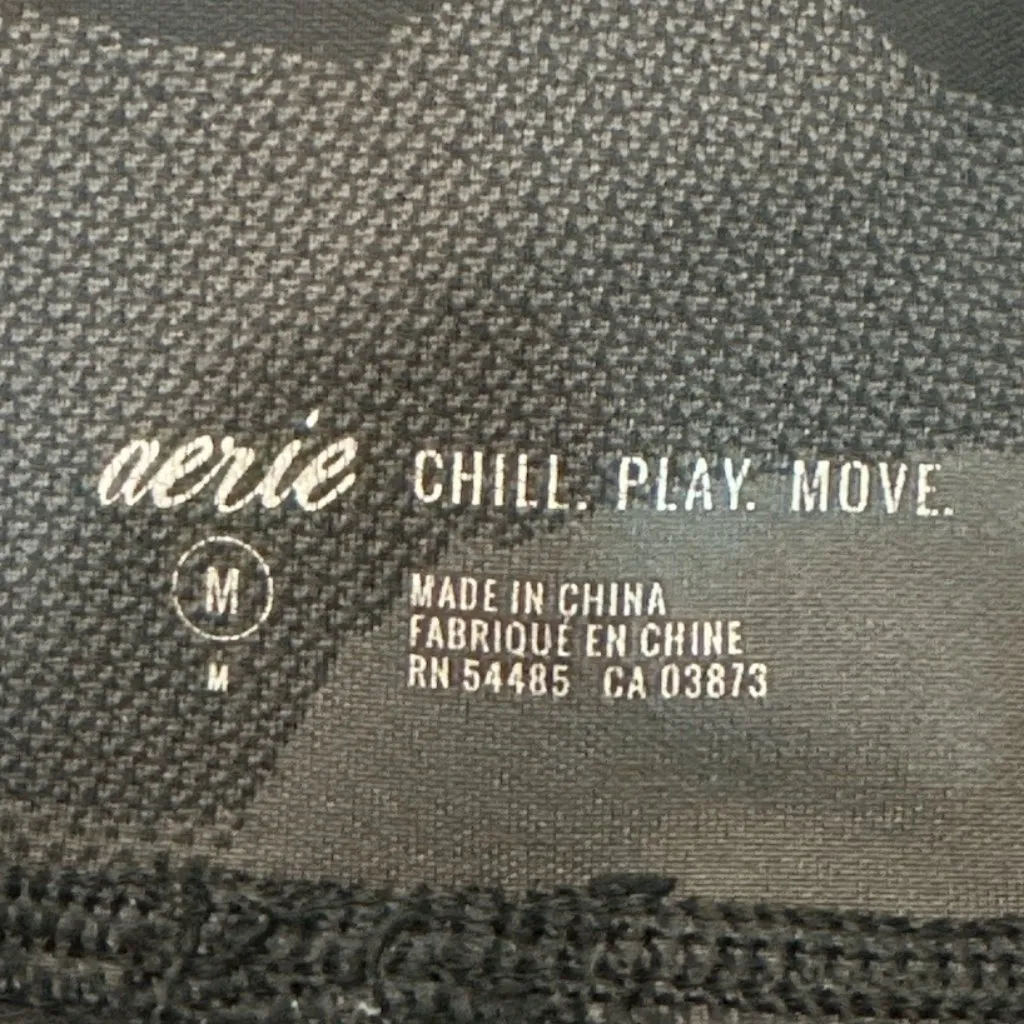 aerie CHILL. PLAY. MOVE.
M
M
MADE IN CHINA
FABRIQUÉ EN CHINE
RN 54485 CA 03873